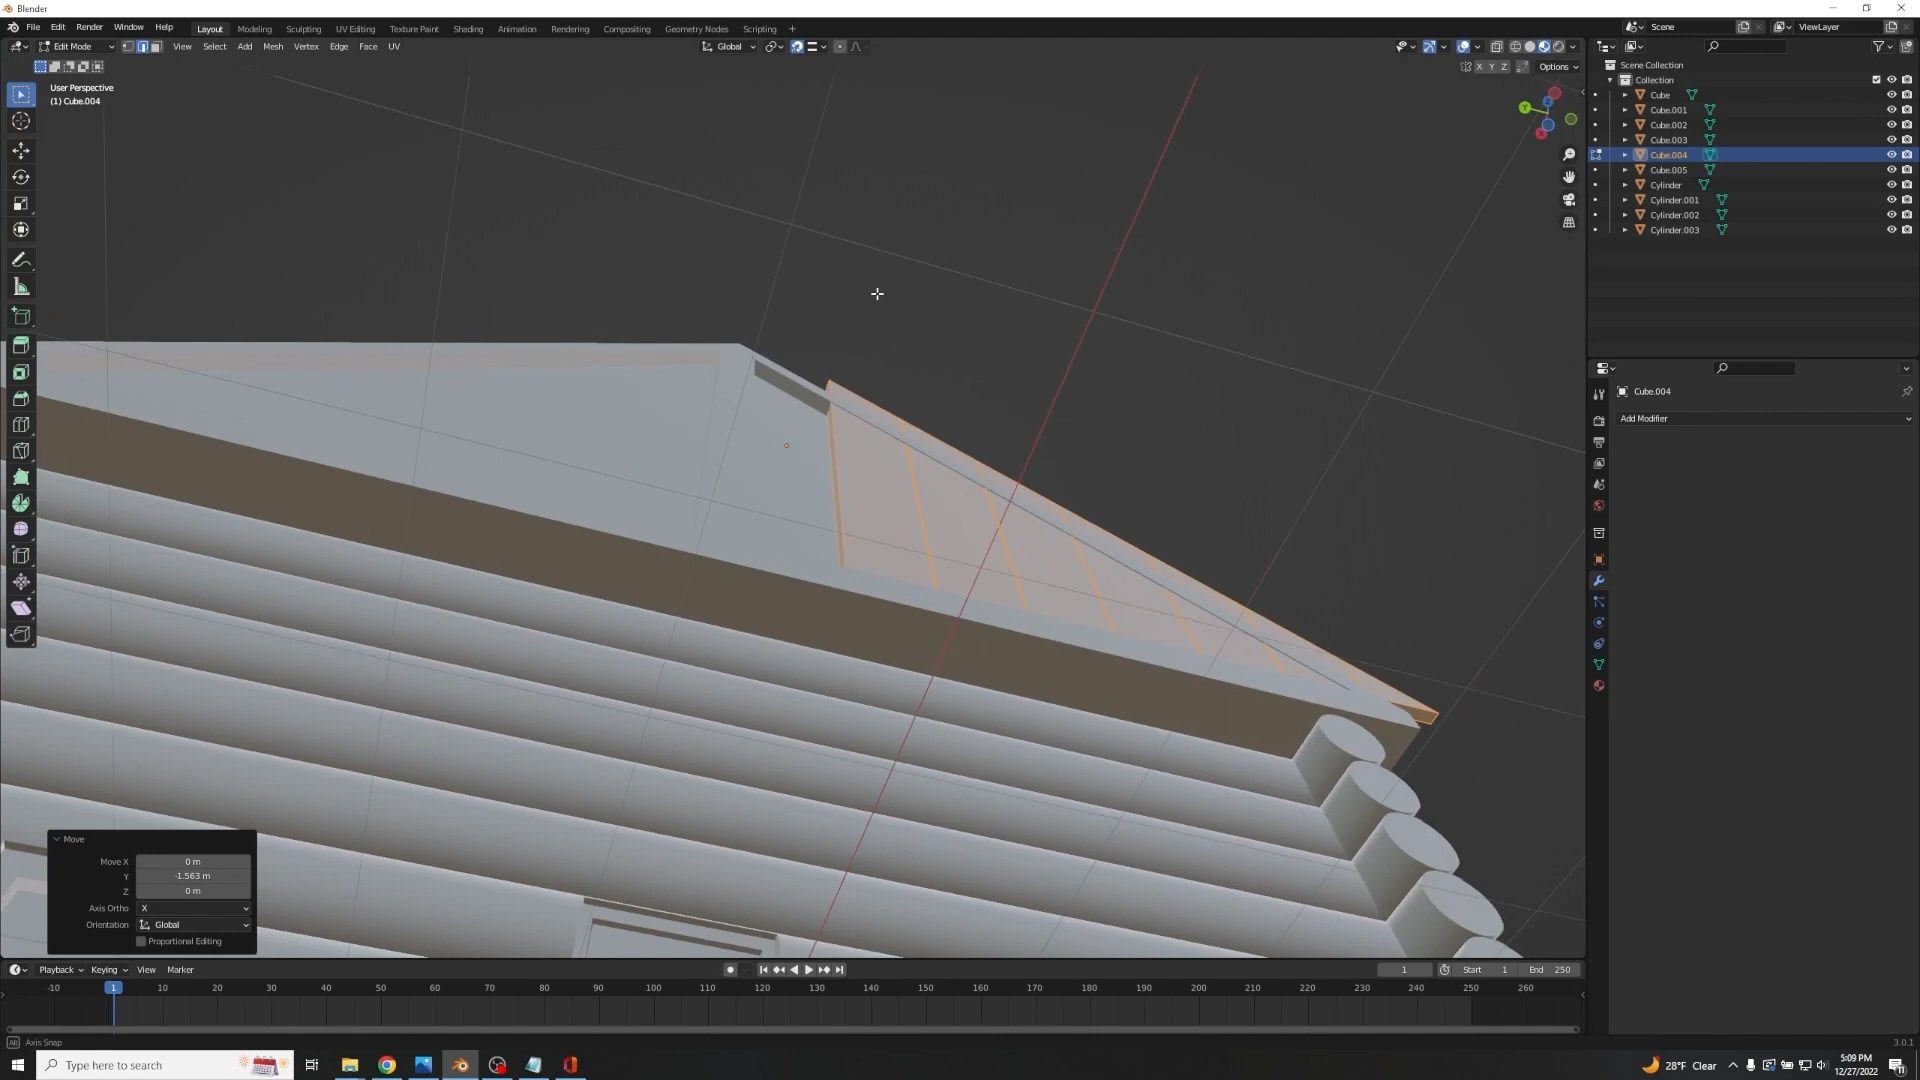 Blender
File Edit Render Window Help Layout Modeling Sculpting UV Editing Texture Paint Shading Animation Rendering Compositing Geometry Nodes Scripting + Scene ViewLayer
Edit Mode View Select Add Mesh Vertex Edge Face UV Global
X Y Z Options
User Perspective
(1) Cube.004
Scene Collection
Collection
Cube
Cube.001
Cube.002
Cube.003
Cube.004
Cube.005
Cylinder
Cylinder.001
Cylinder.002
Cylinder.003
Cube.004
Add Modifier
Move
Move X 0 m
Y -1.563 m
Z 0 m
Axis Ortho X
Orientation Global
Proportional Editing
Playback Keying View Marker 1 Start 1 End 250
-10 1 10 20 30 40 50 60 70 80 90 100 110 120 130 140 150 160 170 180 190 200 210 220 230 240 250 260
Alt Axis Snap 3.0.1
Type here to search 28°F Clear 5:09 PM
12/27/2022